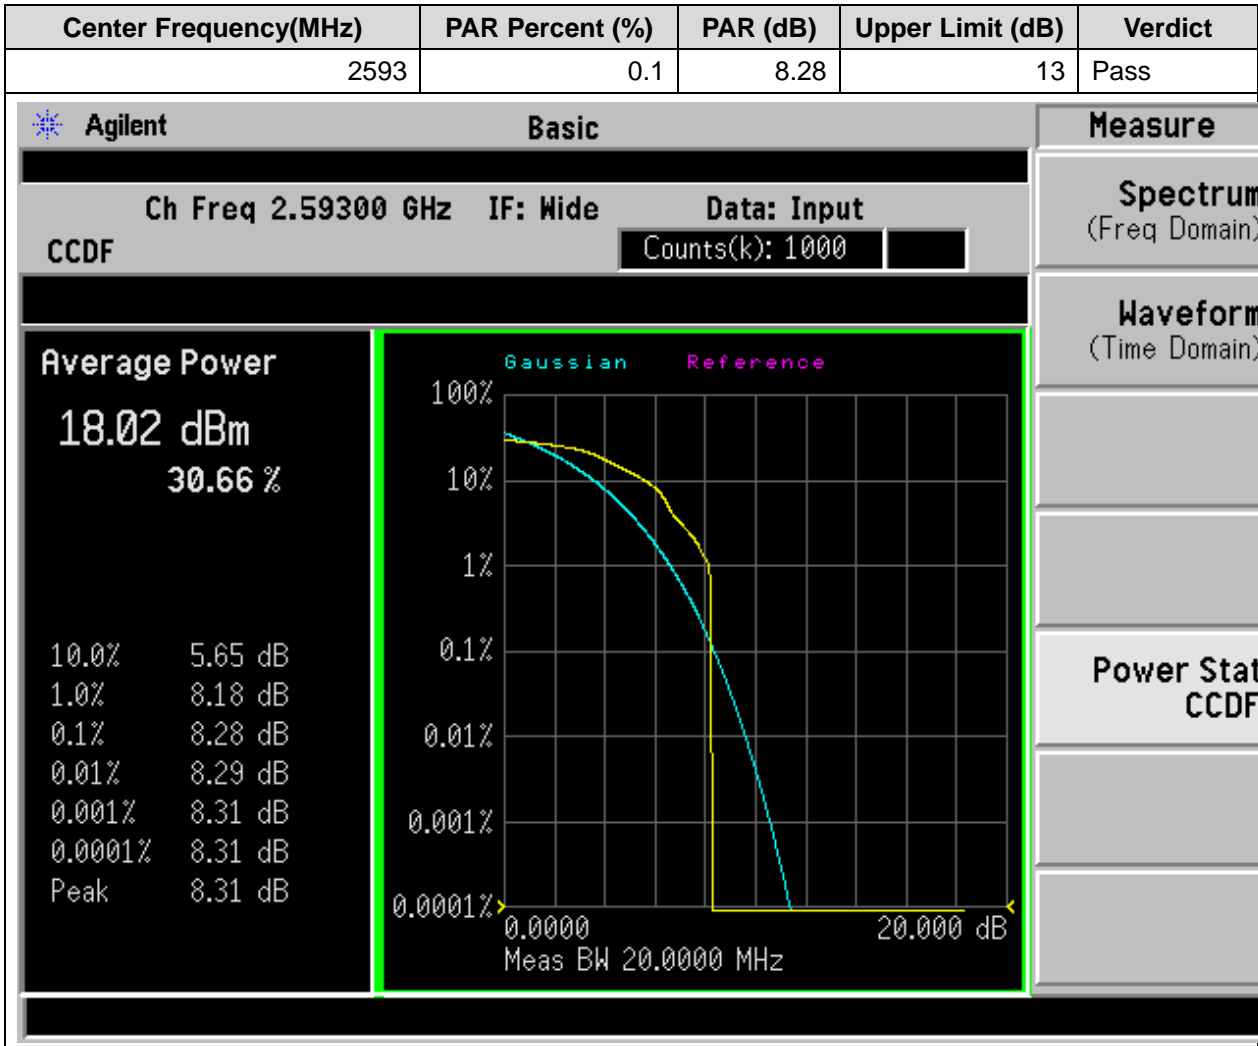 Center Frequency(MHz) PAR Percent (%) PAR (dB) Upper Limit (dB) Verdict
2593 0.1 8.28 13 Pass
Agilent Basic Measure
Ch Freq 2.59300 GHz IF: Wide Data: Input
CCDF Counts(k): 1000
Spectrum
(Freq Domain)
Waveform
(Time Domain)
Power Stat
CCDF
Average Power
18.02 dBm
30.66 %
10.0% 5.65 dB
1.0% 8.18 dB
0.1% 8.28 dB
0.01% 8.29 dB
0.001% 8.31 dB
0.0001% 8.31 dB
Peak 8.31 dB
Gaussian Reference
100%
10%
1%
0.1%
0.01%
0.001%
0.0001%
0.0000 20.000 dB
Meas BW 20.0000 MHz